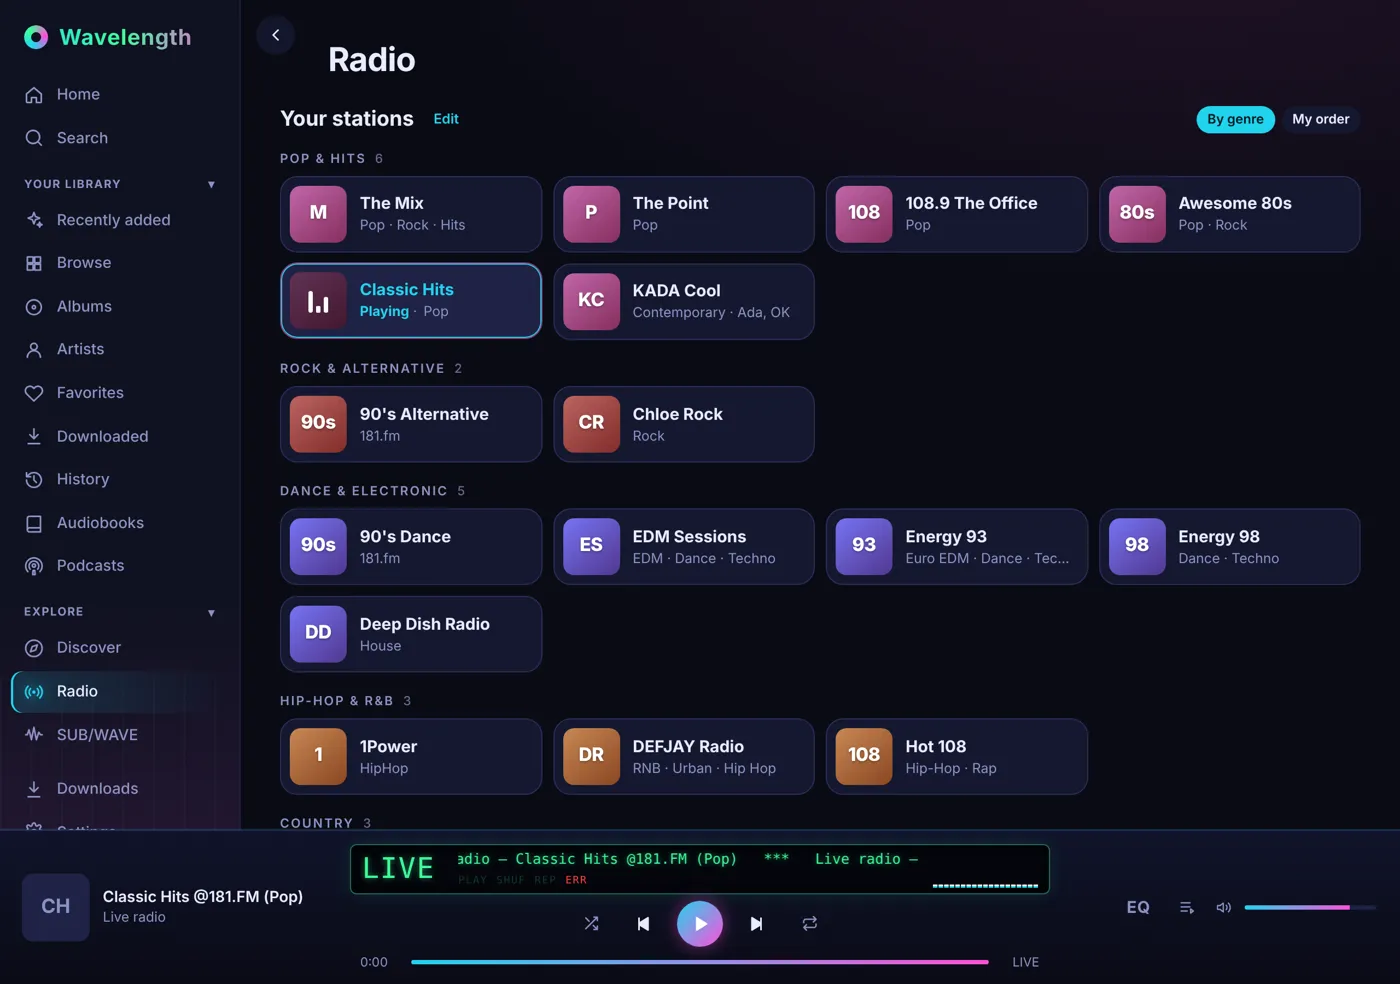 Wavelength
Home
Search
YOUR LIBRARY
Recently added
Browse
Albums
Artists
Favorites
Downloaded
History
Audiobooks
Podcasts
EXPLORE
Discover
Radio
SUB/WAVE
Downloads
Settings
Radio
Your stations Edit
By genre My order
POP & HITS 6
M The Mix
Pop · Rock · Hits
P The Point
Pop
108 108.9 The Office
Pop
80s Awesome 80s
Pop · Rock
Classic Hits
Playing · Pop
KC KADA Cool
Contemporary · Ada, OK
ROCK & ALTERNATIVE 2
90s 90's Alternative
181.fm
CR Chloe Rock
Rock
DANCE & ELECTRONIC 5
90s 90's Dance
181.fm
ES EDM Sessions
EDM · Dance · Techno
93 Energy 93
Euro EDM · Dance · Tec...
98 Energy 98
Dance · Techno
DD Deep Dish Radio
House
HIP-HOP & R&B 3
1 1Power
HipHop
DR DEFJAY Radio
RNB · Urban · Hip Hop
108 Hot 108
Hip-Hop · Rap
COUNTRY 3
CH Classic Hits @181.FM (Pop)
Live radio
LIVE adio — Classic Hits @181.FM (Pop) *** Live radio —
PLAY SHUF REP ERR
0:00 LIVE
EQ